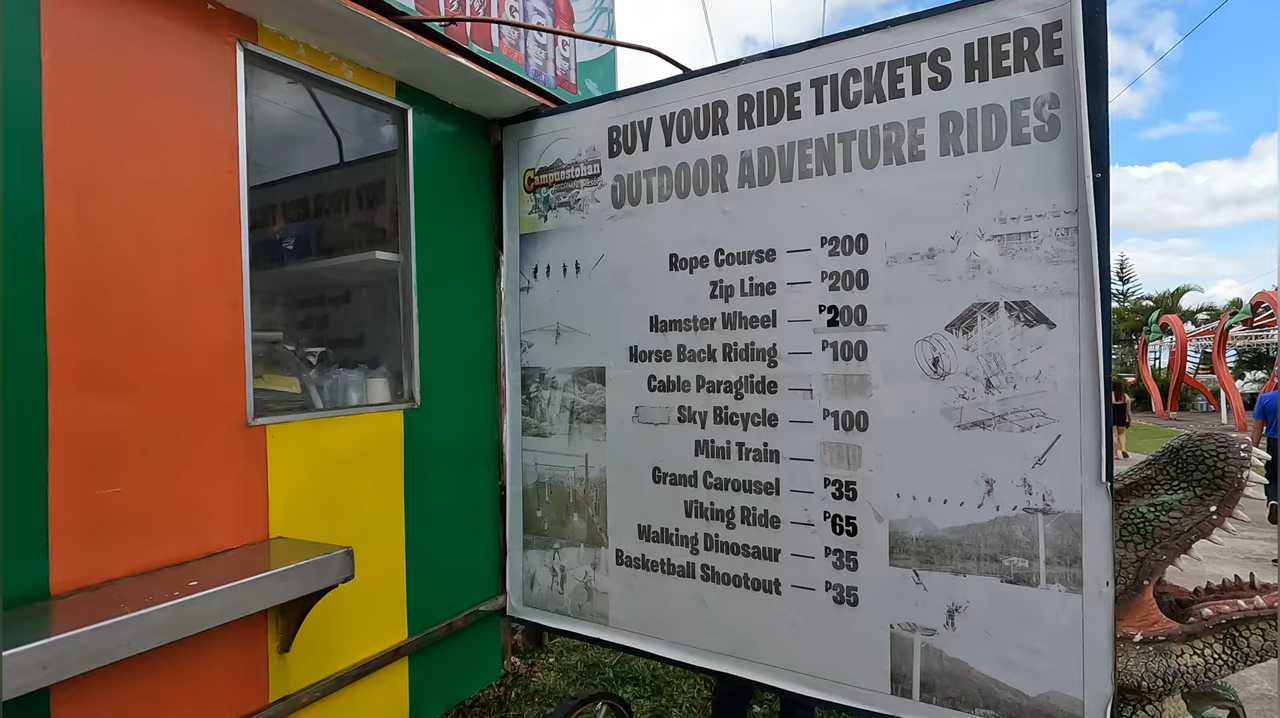 BUY YOUR RIDE TICKETS HERE
OUTDOOR ADVENTURE RIDES
Campuestohan
Rope Course — ₱200
Zip Line — ₱200
Hamster Wheel — ₱200
Horse Back Riding — ₱100
Cable Paraglide —
Sky Bicycle — ₱100
Mini Train —
Grand Carousel — ₱35
Viking Ride — ₱65
Walking Dinosaur — ₱35
Basketball Shootout — ₱35